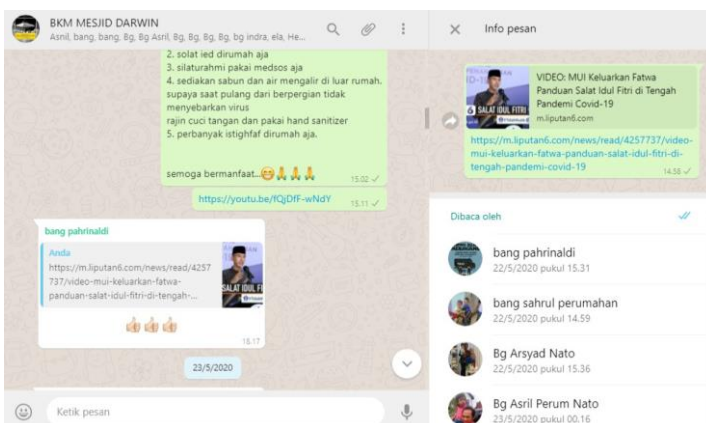 BKM MESJID DARWIN
Asnil, bang, bang, Bg, Bg Asril, Bg, Bg, Bg, Bg, bg indra, ela, He...
2. solat ied dirumah aja
3. silaturahmi pakai medsos aja
4. sediakan sabun dan air mengalir di luar rumah.
supaya saat pulang dari berpergian tidak
menyebarkan virus
rajin cuci tangan dan pakai hand sanitizer
5. perbanyak istighfaf dirumah aja.
semoga bermanfaat...😁🙏🙏🙏
15.02
https://youtu.be/fQjDfF-wNdY
15.11
bang pahrinaldi
Anda
https://m.liputan6.com/news/read/4257
737/video-mui-keluarkan-fatwa-
panduan-salat-idul-fitri-di-tengah-...
SALAT IDUL FI
👍🏻👍🏻👍🏻
18.17
23/5/2020
Ketik pesan
Info pesan
VIDEO: MUI Keluarkan Fatwa
Panduan Salat Idul Fitri di Tengah
Pandemi Covid-19
m.liputan6.com
SALAT IDUL FITRI
https://m.liputan6.com/news/read/4257737/video-
mui-keluarkan-fatwa-panduan-salat-idul-fitri-di-
tengah-pandemi-covid-19
14.58
Dibaca oleh
bang pahrinaldi
22/5/2020 pukul 15.31
bang sahrul perumahan
22/5/2020 pukul 14.59
Bg Arsyad Nato
22/5/2020 pukul 15.36
Bg Asril Perum Nato
23/5/2020 pukul 00.16